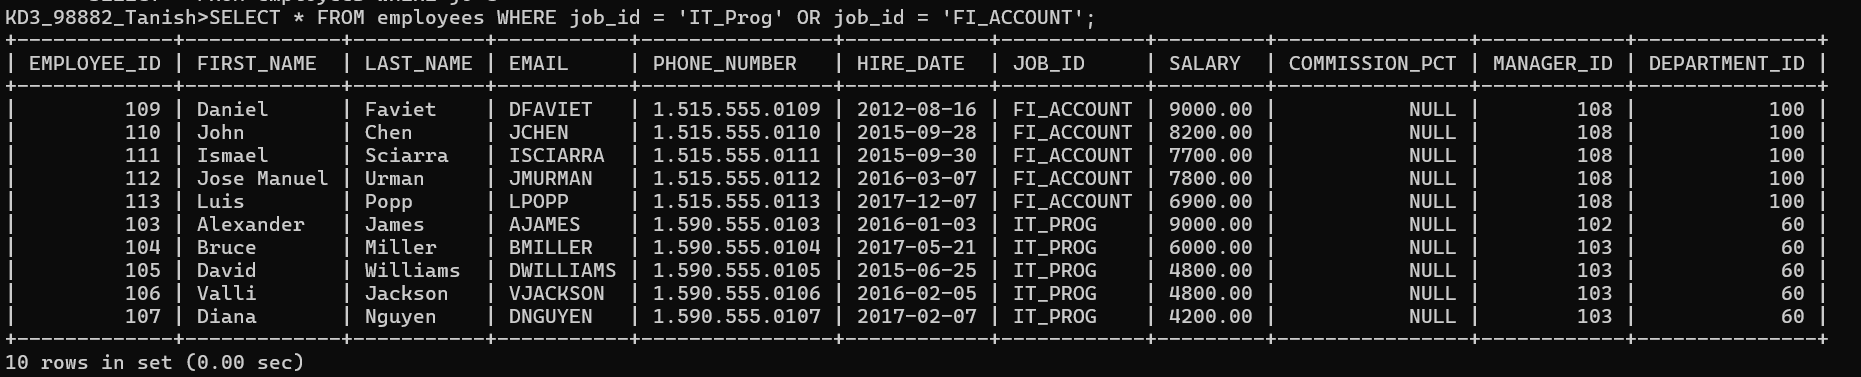 KD3_98882_Tanish>SELECT * FROM employees WHERE job_id = 'IT_Prog' OR job_id = 'FI_ACCOUNT';
+-------------+-------------+-----------+-----------+----------------+------------+------------+---------+----------------+------------+---------------+
| EMPLOYEE_ID | FIRST_NAME  | LAST_NAME | EMAIL     | PHONE_NUMBER   | HIRE_DATE  | JOB_ID     | SALARY  | COMMISSION_PCT | MANAGER_ID | DEPARTMENT_ID |
+-------------+-------------+-----------+-----------+----------------+------------+------------+---------+----------------+------------+---------------+
|         109 | Daniel      | Faviet    | DFAVIET   | 1.515.555.0109 | 2012-08-16 | FI_ACCOUNT | 9000.00 |           NULL |        108 |           100 |
|         110 | John        | Chen      | JCHEN     | 1.515.555.0110 | 2015-09-28 | FI_ACCOUNT | 8200.00 |           NULL |        108 |           100 |
|         111 | Ismael      | Sciarra   | ISCIARRA  | 1.515.555.0111 | 2015-09-30 | FI_ACCOUNT | 7700.00 |           NULL |        108 |           100 |
|         112 | Jose Manuel | Urman     | JMURMAN   | 1.515.555.0112 | 2016-03-07 | FI_ACCOUNT | 7800.00 |           NULL |        108 |           100 |
|         113 | Luis        | Popp      | LPOPP     | 1.515.555.0113 | 2017-12-07 | FI_ACCOUNT | 6900.00 |           NULL |        108 |           100 |
|         103 | Alexander   | James     | AJAMES    | 1.590.555.0103 | 2016-01-03 | IT_PROG    | 9000.00 |           NULL |        102 |            60 |
|         104 | Bruce       | Miller    | BMILLER   | 1.590.555.0104 | 2017-05-21 | IT_PROG    | 6000.00 |           NULL |        103 |            60 |
|         105 | David       | Williams  | DWILLIAMS | 1.590.555.0105 | 2015-06-25 | IT_PROG    | 4800.00 |           NULL |        103 |            60 |
|         106 | Valli       | Jackson   | VJACKSON  | 1.590.555.0106 | 2016-02-05 | IT_PROG    | 4800.00 |           NULL |        103 |            60 |
|         107 | Diana       | Nguyen    | DNGUYEN   | 1.590.555.0107 | 2017-02-07 | IT_PROG    | 4200.00 |           NULL |        103 |            60 |
+-------------+-------------+-----------+-----------+----------------+------------+------------+---------+----------------+------------+---------------+
10 rows in set (0.00 sec)